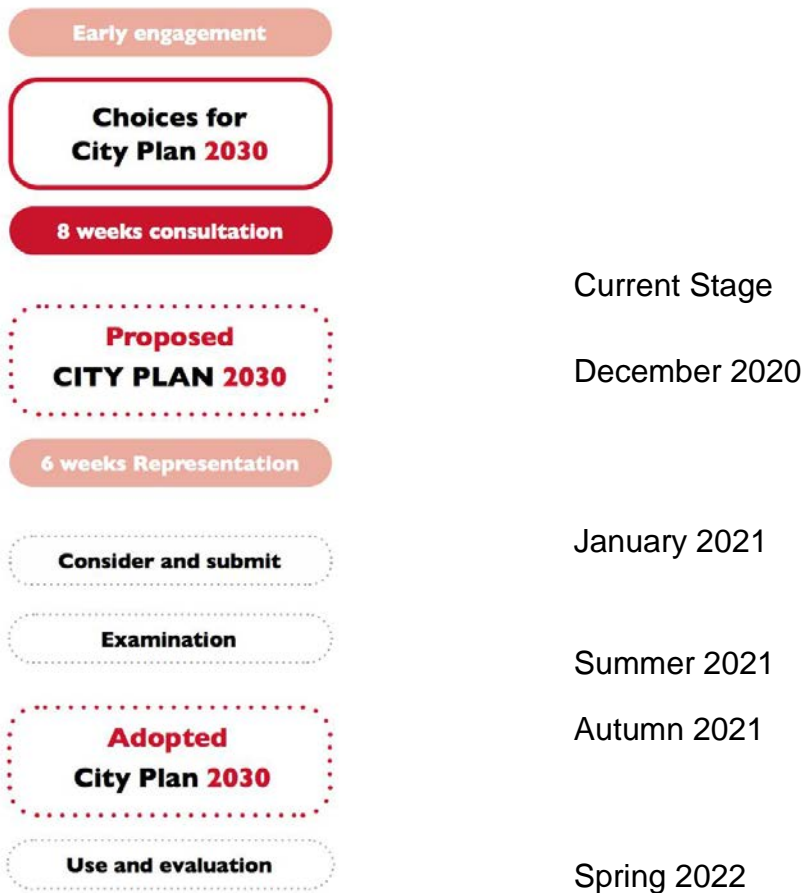 Early engagement
Choices for
City Plan 2030
8 weeks consultation
Current Stage
Proposed
CITY PLAN 2030
December 2020
6 weeks Representation
January 2021
Consider and submit
Examination
Summer 2021
Adopted
Autumn 2021
City Plan 2030
Use and evaluation
Spring 2022